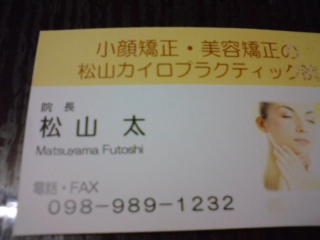 小顔矯正・美容矯正の
松山カイロプラクティック
院長
松山 太
Matsuyama Futoshi
電話・FAX
098-989-1232